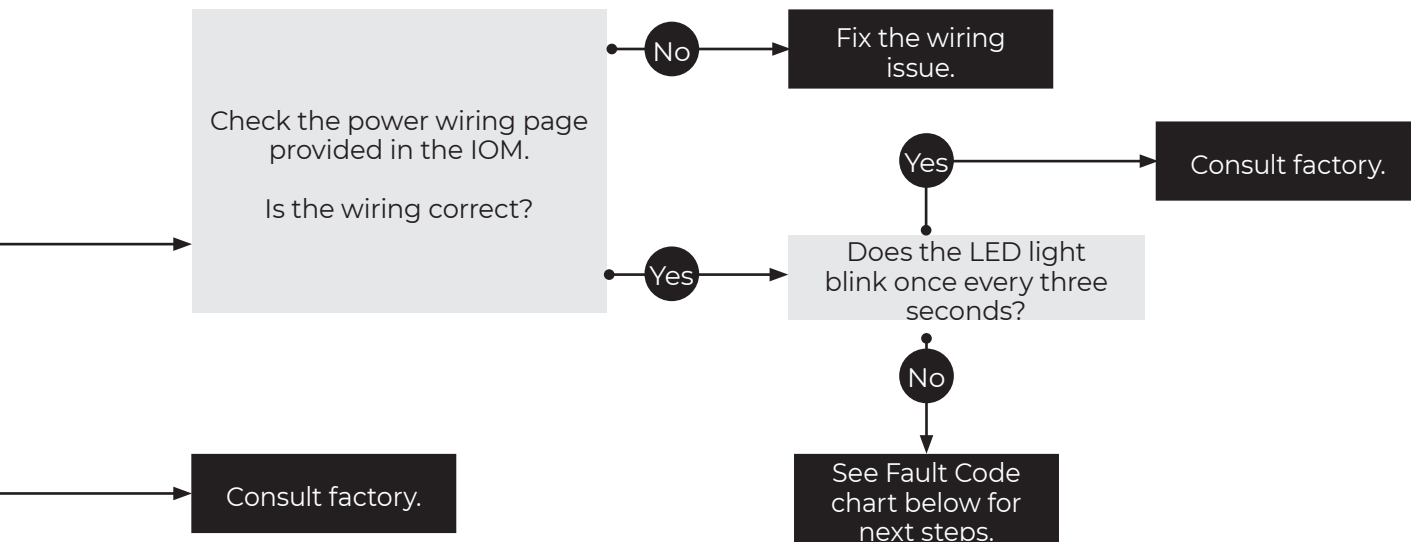 Check the power wiring page
provided in the IOM.
Is the wiring correct?
No
Fix the wiring
issue.
Yes
Does the LED light
blink once every three
seconds?
Yes
Consult factory.
No
See Fault Code
chart below for
next steps.
Consult factory.